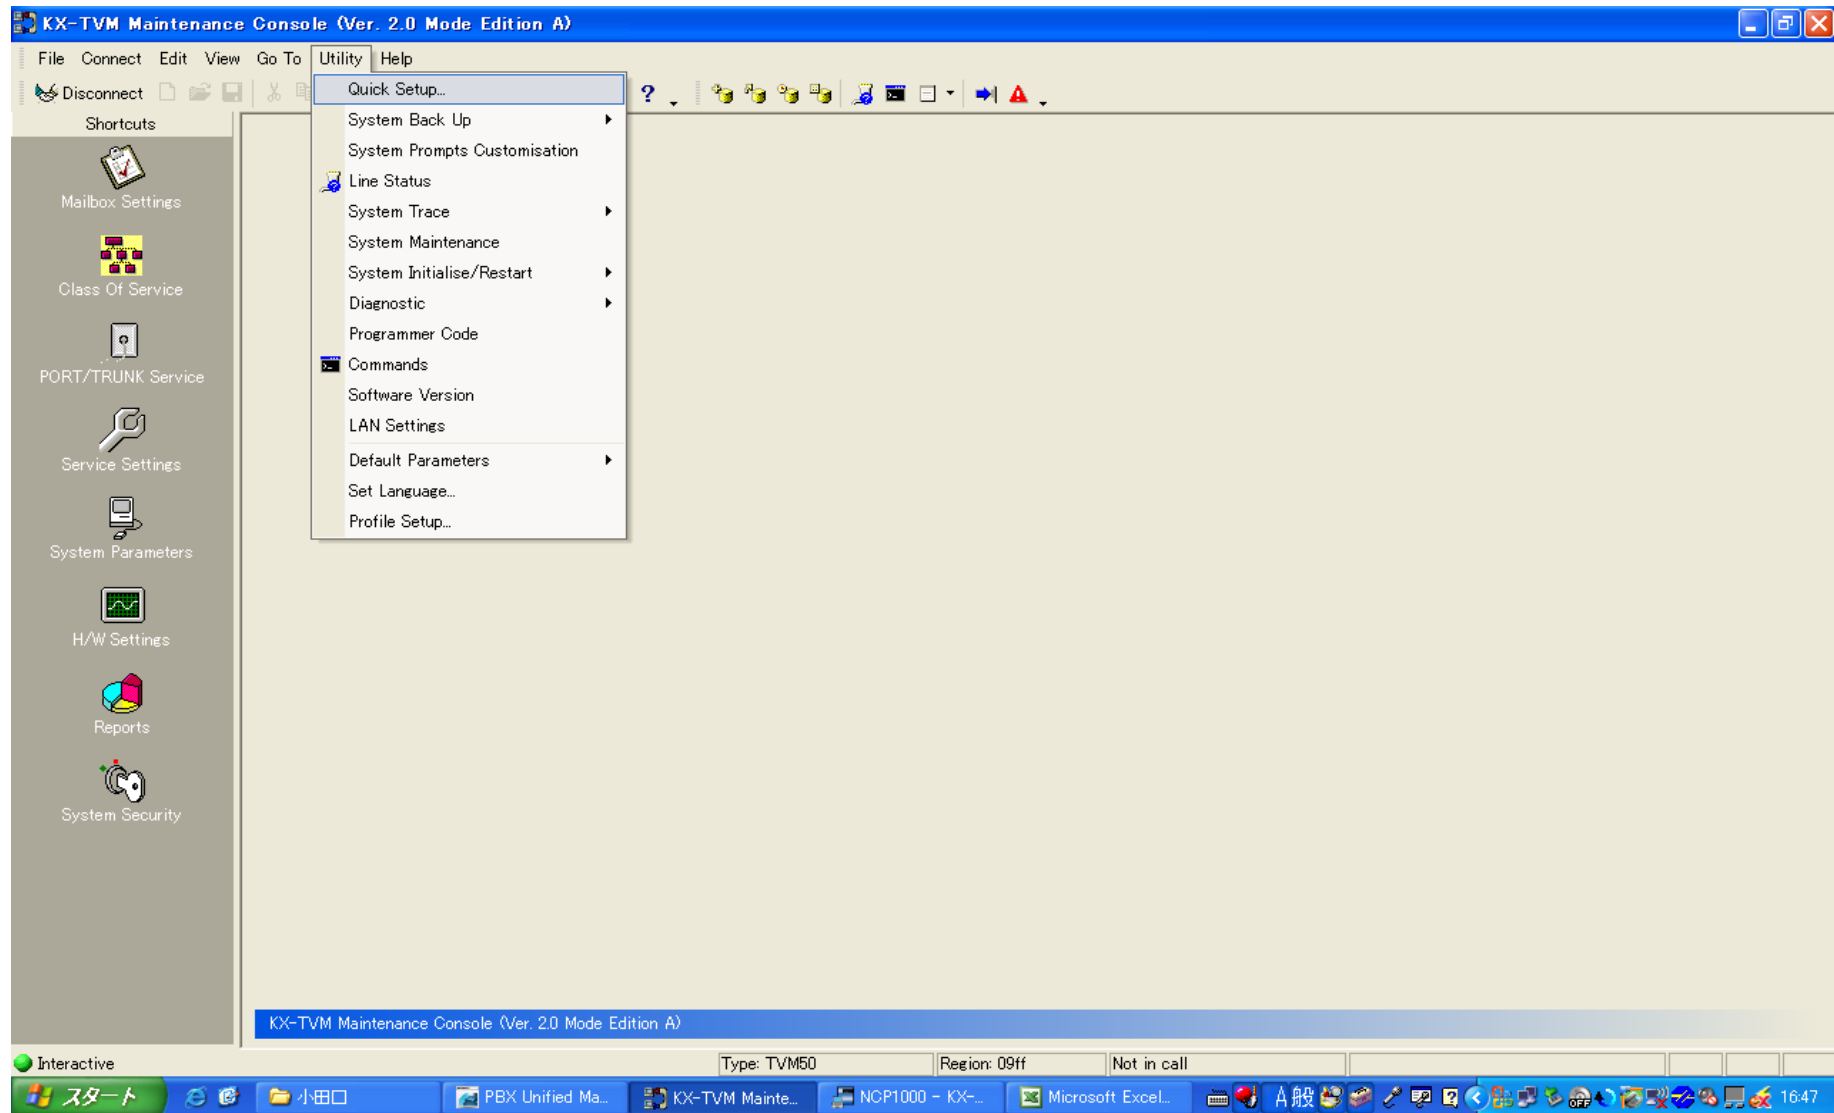 KX-TVM Maintenance Console (Ver. 2.0 Mode Edition A)
File Connect Edit View Go To Utility Help
Disconnect
Shortcuts
Mailbox Settings
Class Of Service
PORT/TRUNK Service
Service Settings
System Parameters
H/W Settings
Reports
System Security
Quick Setup...
System Back Up
System Prompts Customisation
Line Status
System Trace
System Maintenance
System Initialise/Restart
Diagnostic
Programmer Code
Commands
Software Version
LAN Settings
Default Parameters
Set Language...
Profile Setup...
KX-TVM Maintenance Console (Ver. 2.0 Mode Edition A)
Interactive Type: TVM50 Region: 09ff Not in call
スタート 小田口 PBX Unified Ma... KX-TVM Mainte... NCP1000 - KX-... Microsoft Excel... A 般 OFF 16:47